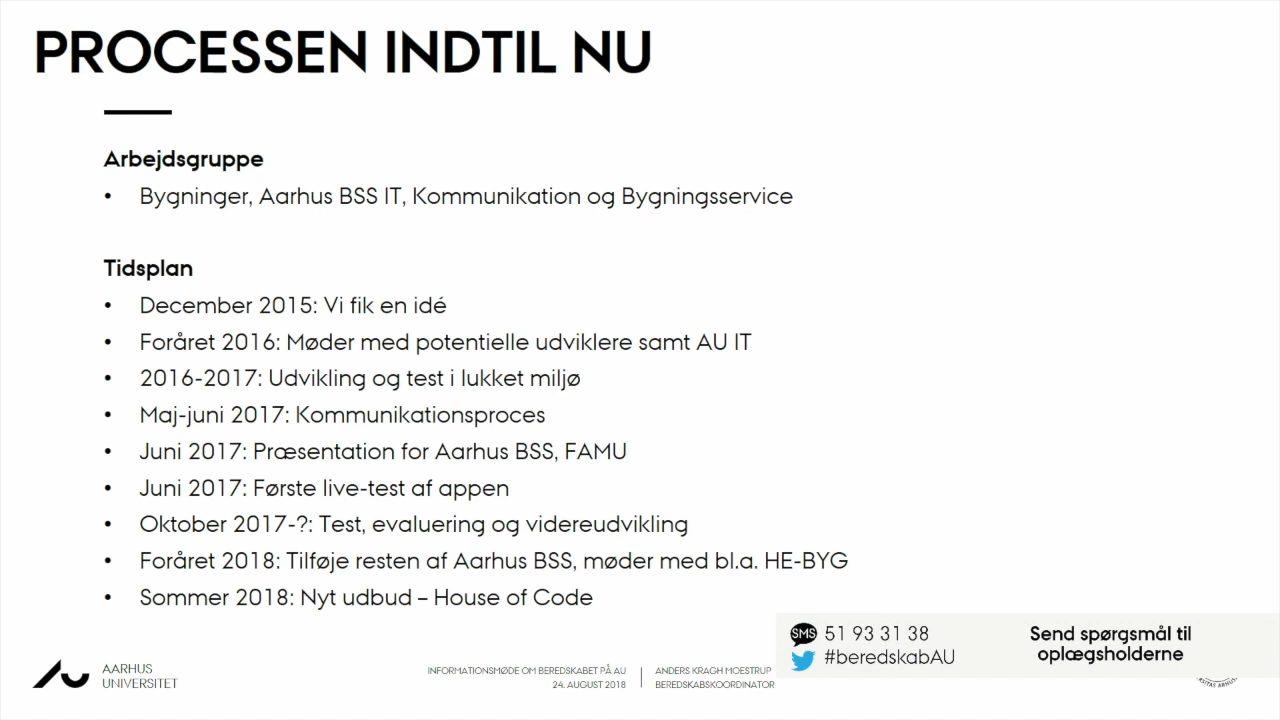 PROCESSEN INDTIL NU
Arbejdsgruppe
• Bygninger, Aarhus BSS IT, Kommunikation og Bygningsservice
Tidsplan
• December 2015: Vi fik en idé
• Foråret 2016: Møder med potentielle udviklere samt AU IT
• 2016-2017: Udvikling og test i lukket miljø
• Maj-juni 2017: Kommunikationsproces
• Juni 2017: Præsentation for Aarhus BSS, FAMU
• Juni 2017: Første live-test af appen
• Oktober 2017-?: Test, evaluering og videreudvikling
• Foråret 2018: Tilføje resten af Aarhus BSS, møder med bl.a. HE-BYG
• Sommer 2018: Nyt udbud – House of Code
SMS 51 93 31 38
#beredskabAU
Send spørgsmål til
oplægsholderne
AARHUS
UNIVERSITET
INFORMATIONSMØDE OM BEREDSKABET PÅ AU
24. AUGUST 2018
ANDERS KRAGH MOESTRUP
BEREDSKABSKOORDINATOR